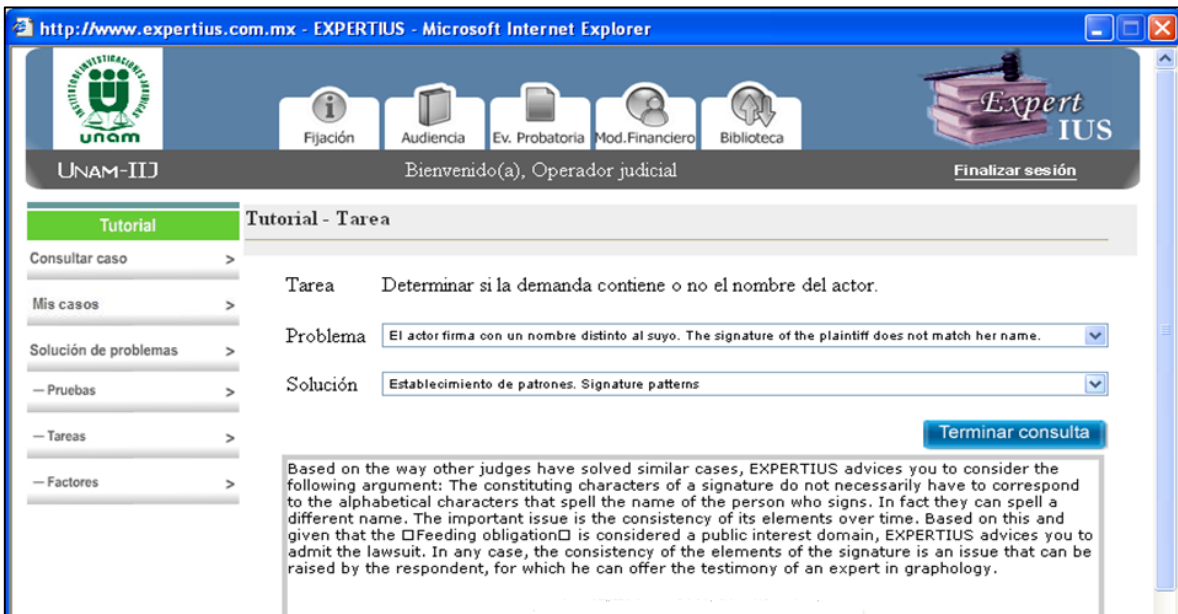 http://www.expertius.com.mx - EXPERTIUS - Microsoft Internet Explorer
INSTITUTO DE INVESTIGACIONES JURIDICAS
unam
Fijación
Audiencia
Ev. Probatoria
Mod.Financiero
Biblioteca
Expert
IUS
UNAM-IIJ
Bienvenido(a), Operador judicial
Finalizar sesión
Tutorial
Consultar caso >
Mis casos >
Solución de problemas >
— Pruebas >
— Tareas >
— Factores >
Tutorial - Tarea
Tarea Determinar si la demanda contiene o no el nombre del actor.
Problema El actor firma con un nombre distinto al suyo. The signature of the plaintiff does not match her name.
Solución Establecimiento de patrones. Signature patterns
Terminar consulta
Based on the way other judges have solved similar cases, EXPERTIUS advices you to consider the
following argument: The constituting characters of a signature do not necessarily have to correspond
to the alphabetical characters that spell the name of the person who signs. In fact they can spell a
different name. The important issue is the consistency of its elements over time. Based on this and
given that the □Feeding obligation□ is considered a public interest domain, EXPERTIUS advices you to
admit the lawsuit. In any case, the consistency of the elements of the signature is an issue that can be
raised by the respondent, for which he can offer the testimony of an expert in graphology.